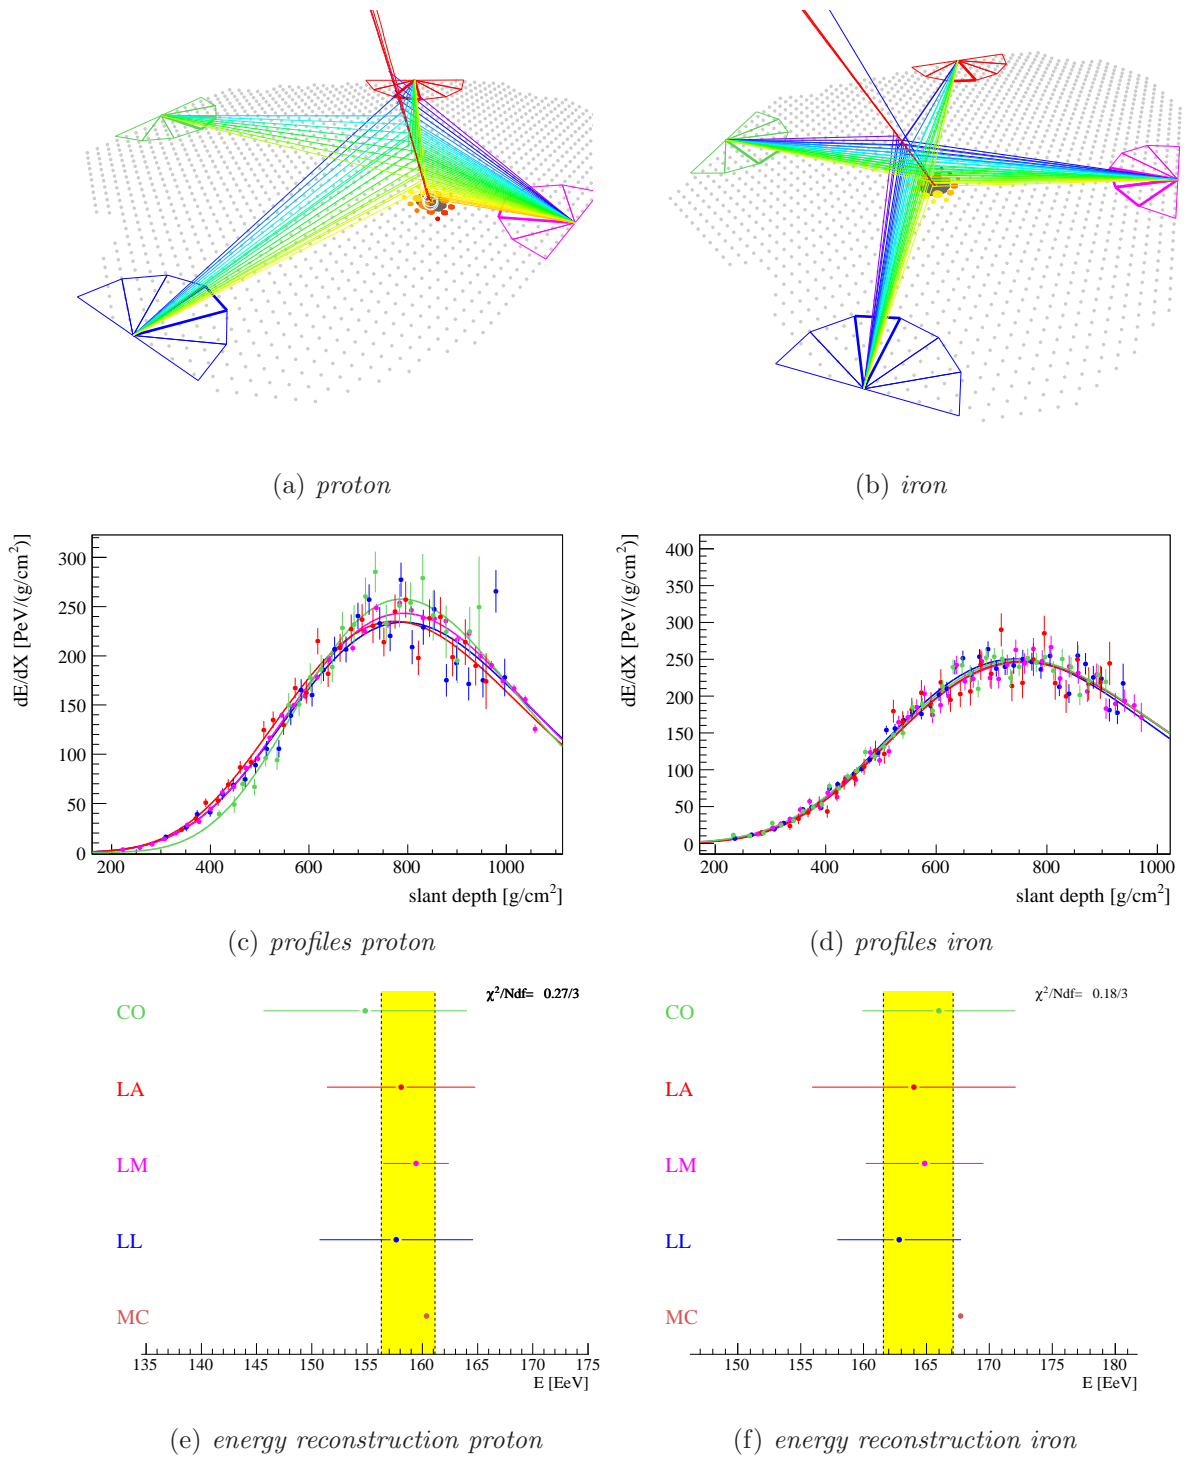 (a) proton
(b) iron
dE/dX [PeV/(g/cm²)]
300
250
200
150
100
50
0
200 400 600 800 1000
slant depth [g/cm²]
dE/dX [PeV/(g/cm²)]
400
350
300
250
200
150
100
50
0
200 400 600 800 1000
slant depth [g/cm²]
(c) profiles proton
(d) profiles iron
χ²/Ndf= 0.27/3
CO
LA
LM
LL
MC
135 140 145 150 155 160 165 170 175
E [EeV]
χ²/Ndf= 0.18/3
CO
LA
LM
LL
MC
150 155 160 165 170 175 180
E [EeV]
(e) energy reconstruction proton
(f) energy reconstruction iron